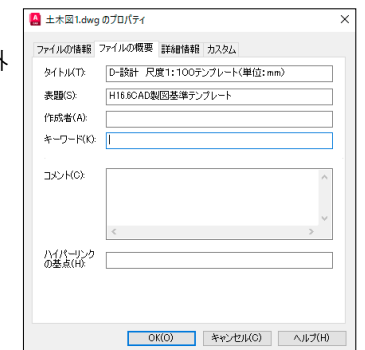 土木図1.dwg のプロパティ
ファイルの情報 ファイルの概要 詳細情報 カスタム
外
タイトル(T): D-設計 尺度1:100テンプレート(単位:mm)
表題(S): H16.6CAD製図基準テンプレート
作成者(A):
キーワード(K):
コメント(C):
ハイパーリンク
の基点(H):
OK(O) キャンセル(C) ヘルプ(H)